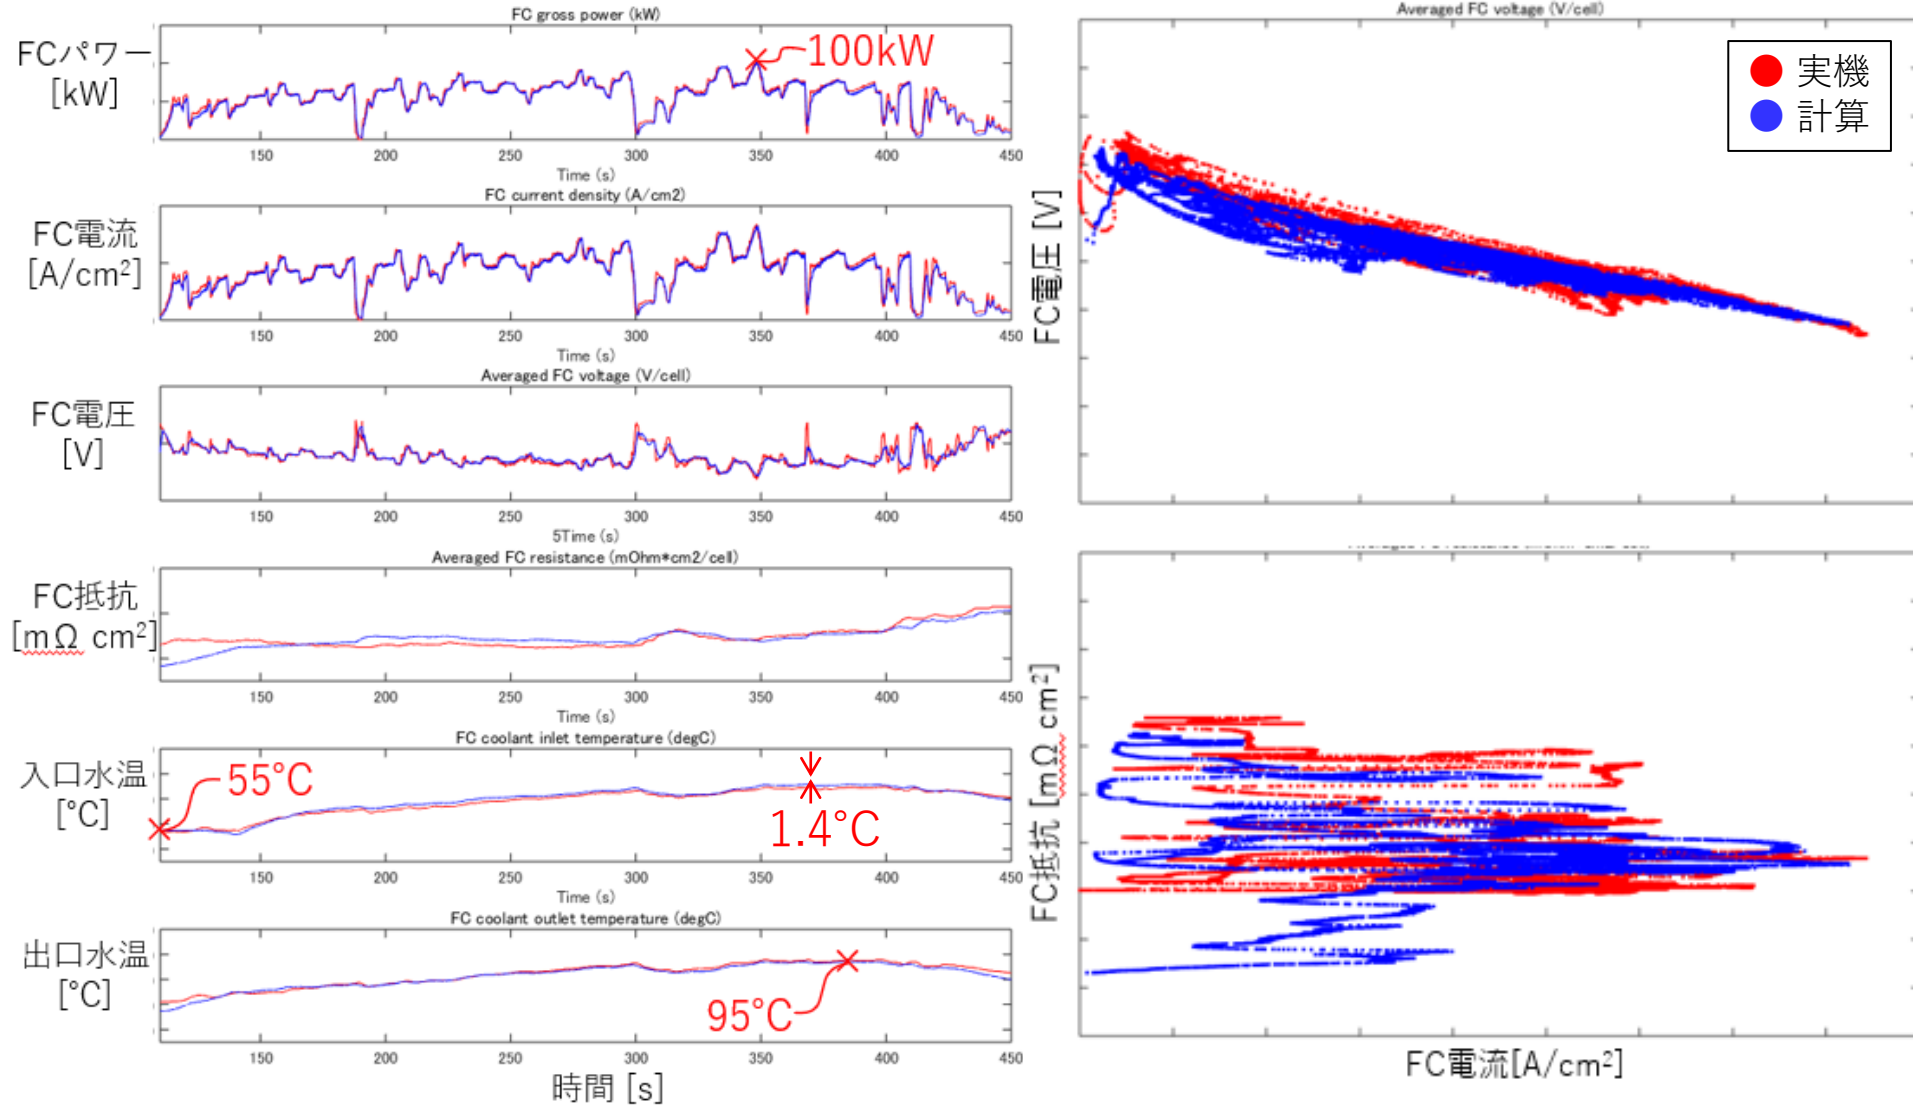 FC gross power (kW)
FCパワー
[kW]
100kW
150
200
250
300
350
400
450
Time (s)
FC current density (A/cm2)
FC電流
[A/cm²]
150
200
250
300
350
400
450
Time (s)
Averaged FC voltage (V/cell)
FC電圧
[V]
150
200
250
300
350
400
450
5Time (s)
Averaged FC resistance (mOhm*cm2/cell)
FC抵抗
[mΩ cm²]
150
200
250
300
350
400
450
Time (s)
FC coolant inlet temperature (degC)
入口水温
[°C]
55°C
1.4°C
150
200
250
300
350
400
450
Time (s)
FC coolant outlet temperature (degC)
出口水温
[°C]
95°C
150
200
250
300
350
400
450
時間 [s]
Averaged FC voltage (V/cell)
実機
計算
FC電圧 [V]
FC抵抗 [mΩ cm²]
FC電流[A/cm²]